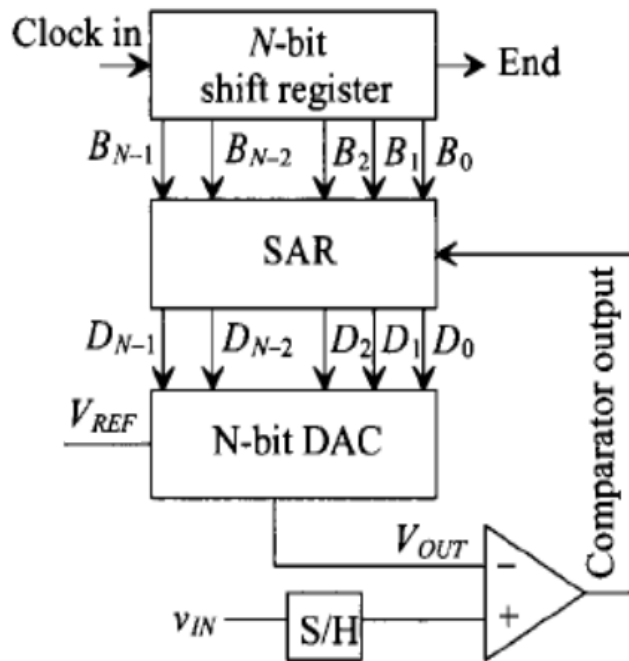 Clock in
N-bit
shift register
End
B_{N-1} B_{N-2} B_2 B_1 B_0
SAR
D_{N-1} D_{N-2} D_2 D_1 D_0
V_{REF}
N-bit DAC
Comparator output
V_{OUT}
−
v_{IN}
S/H
+